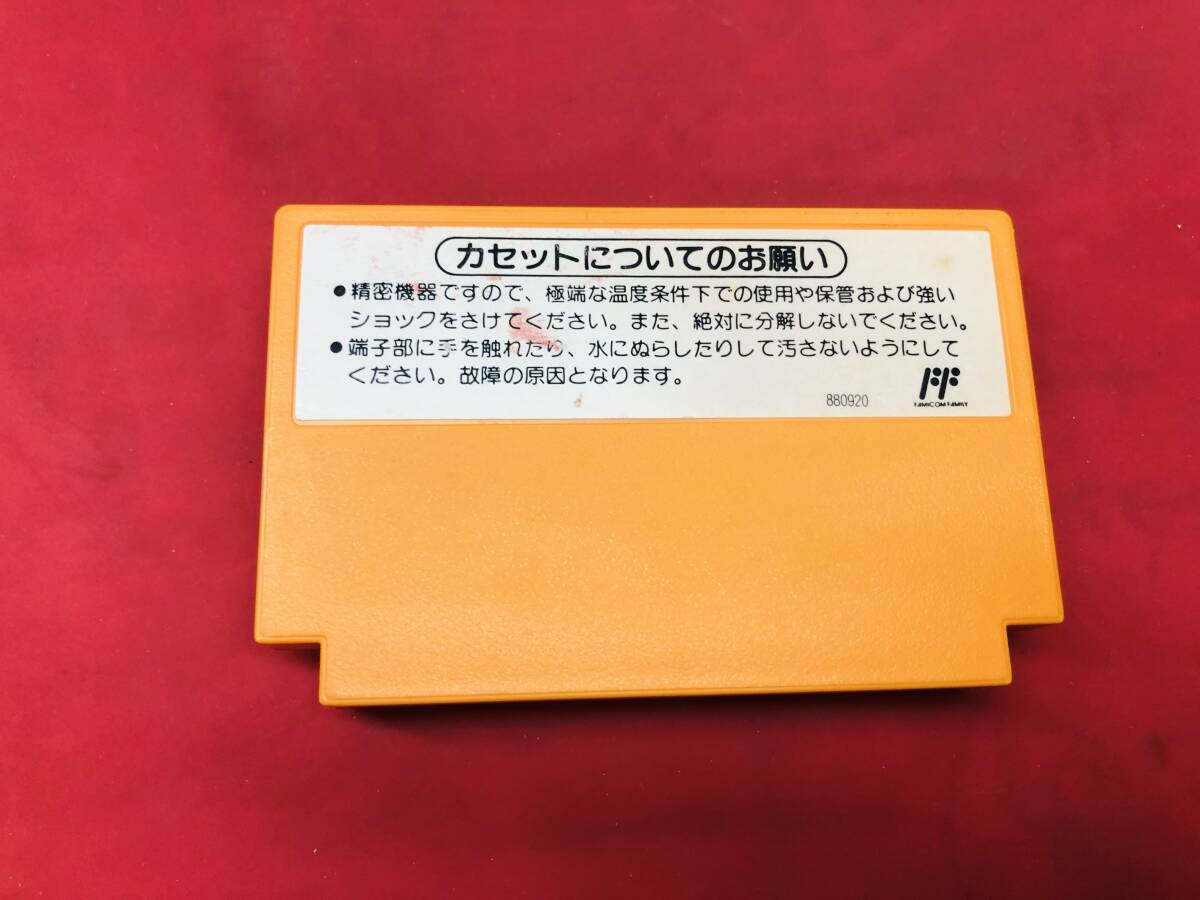 カセットについてのお願い
●精密機器ですので、極端な温度条件下での使用や保管および強い
ショックをさけてください。また、絶対に分解しないでください。
●端子部に手を触れたり、水にぬらしたりして汚さないようにして
ください。故障の原因となります。
880920
FAMICOM FAMILY